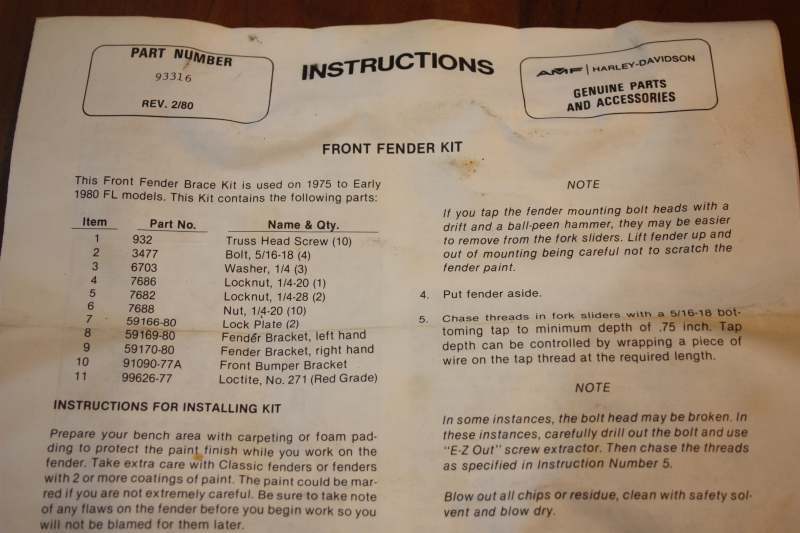 PART NUMBER
93316
REV. 2/80
INSTRUCTIONS
AMF | HARLEY-DAVIDSON
GENUINE PARTS
AND ACCESSORIES
FRONT FENDER KIT
This Front Fender Brace Kit is used on 1975 to Early
1980 FL models. This Kit contains the following parts:
Item Part No. Name & Qty.
1 932 Truss Head Screw (10)
2 3477 Bolt, 5/16-18 (4)
3 6703 Washer, 1/4 (3)
4 7686 Locknut, 1/4-20 (1)
5 7682 Locknut, 1/4-28 (2)
6 7688 Nut, 1/4-20 (10)
7 59166-80 Lock Plate (2)
8 59169-80 Fender Bracket, left hand
9 59170-80 Fender Bracket, right hand
10 91090-77A Front Bumper Bracket
11 99626-77 Loctite, No. 271 (Red Grade)
INSTRUCTIONS FOR INSTALLING KIT
Prepare your bench area with carpeting or foam pad-
ding to protect the paint finish while you work on the
fender. Take extra care with Classic fenders or fenders
with 2 or more coatings of paint. The paint could be mar-
red if you are not extremely careful. Be sure to take note
of any flaws on the fender before you begin work so you
will not be blamed for them later.
NOTE
If you tap the fender mounting bolt heads with a
drift and a ball-peen hammer, they may be easier
to remove from the fork sliders. Lift fender up and
out of mounting being careful not to scratch the
fender paint.
4. Put fender aside.
5. Chase threads in fork sliders with a 5/16-18 bot-
toming tap to minimum depth of .75 inch. Tap
depth can be controlled by wrapping a piece of
wire on the tap thread at the required length.
NOTE
In some instances, the bolt head may be broken. In
these instances, carefully drill out the bolt and use
"E-Z Out" screw extractor. Then chase the threads
as specified in Instruction Number 5.
Blow out all chips or residue, clean with safety sol-
vent and blow dry.